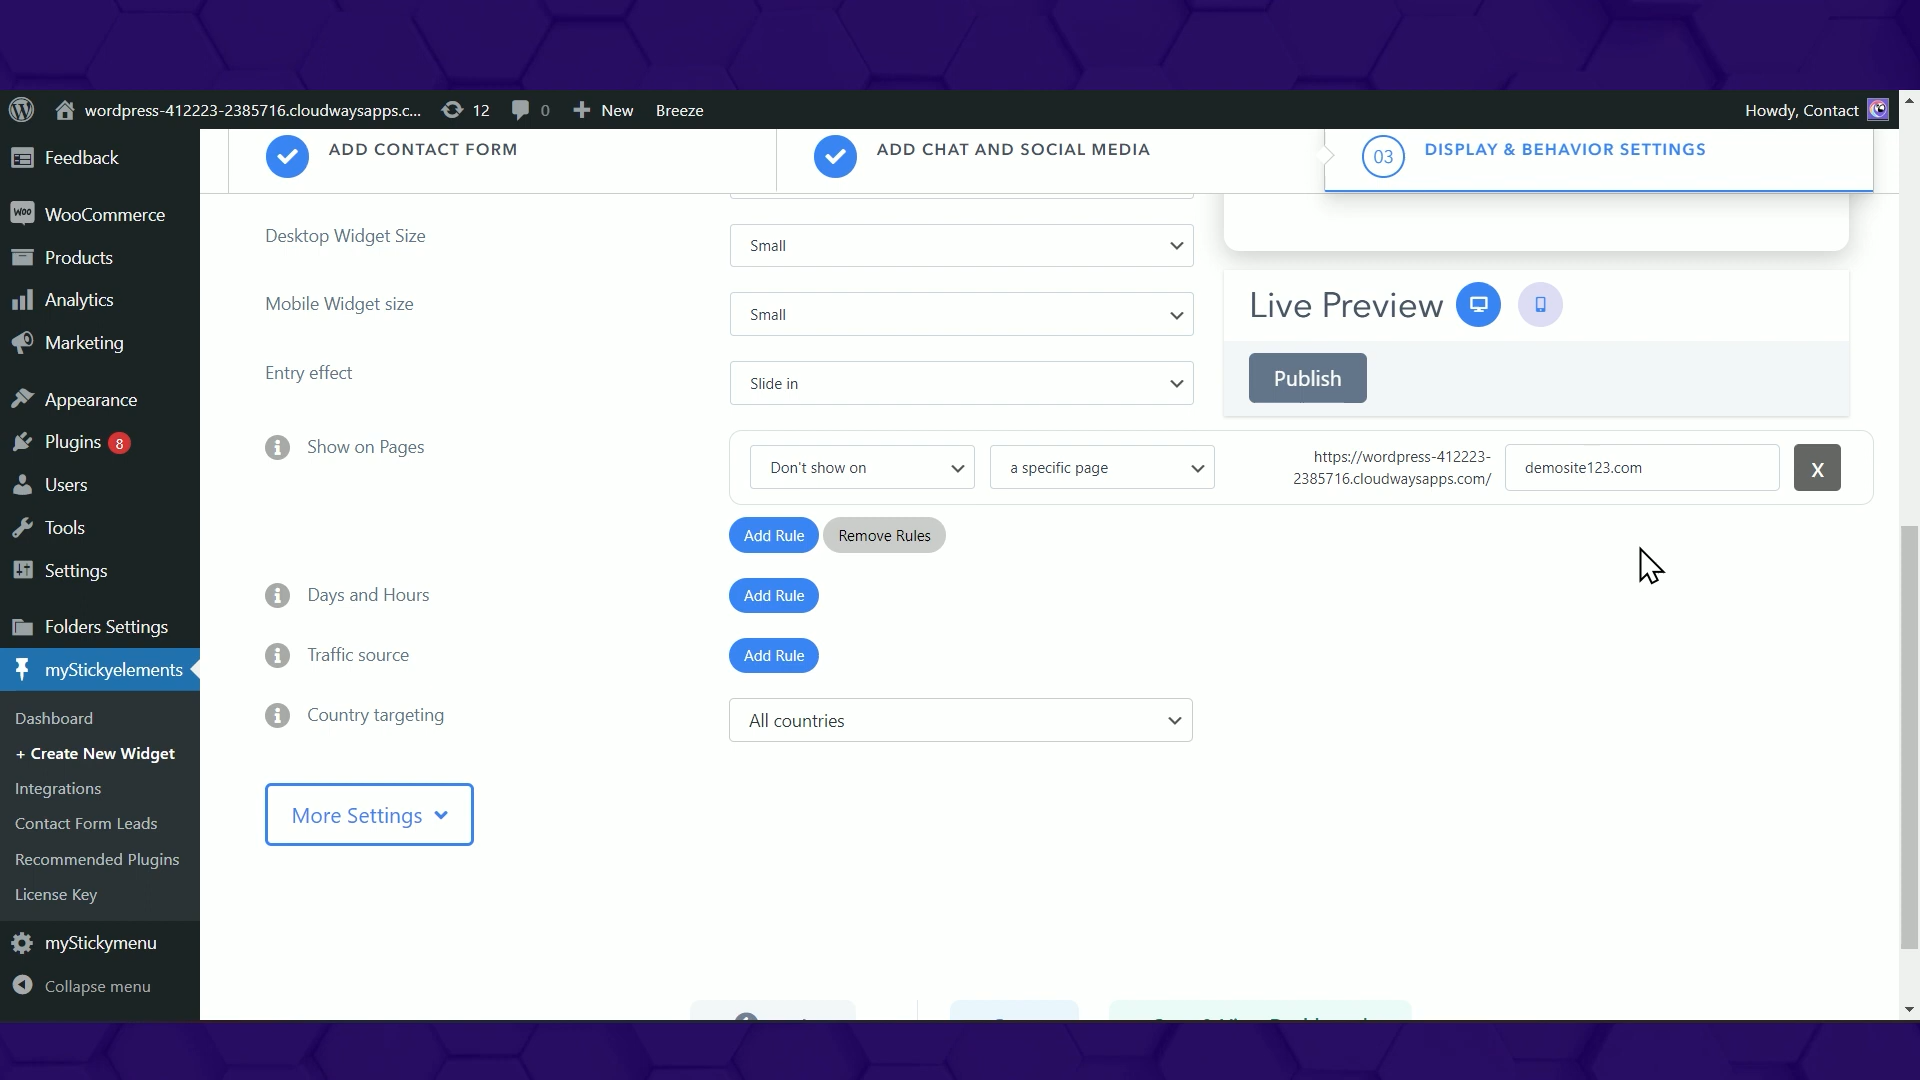 wordpress-412223-2385716.cloudwaysapps.c...
12
0
New
Breeze
Howdy, Contact
Feedback
WooCommerce
Products
Analytics
Marketing
Appearance
Plugins 8
Users
Tools
Settings
Folders Settings
myStickyelements
Dashboard
+ Create New Widget
Integrations
Contact Form Leads
Recommended Plugins
License Key
myStickymenu
Collapse menu
ADD CONTACT FORM
ADD CHAT AND SOCIAL MEDIA
03
DISPLAY & BEHAVIOR SETTINGS
Desktop Widget Size
Small
Mobile Widget size
Small
Entry effect
Slide in
Live Preview
Publish
Show on Pages
Don't show on
a specific page
https://wordpress-412223-
2385716.cloudwaysapps.com/
demosite123.com
X
Add Rule
Remove Rules
Days and Hours
Add Rule
Traffic source
Add Rule
Country targeting
All countries
More Settings